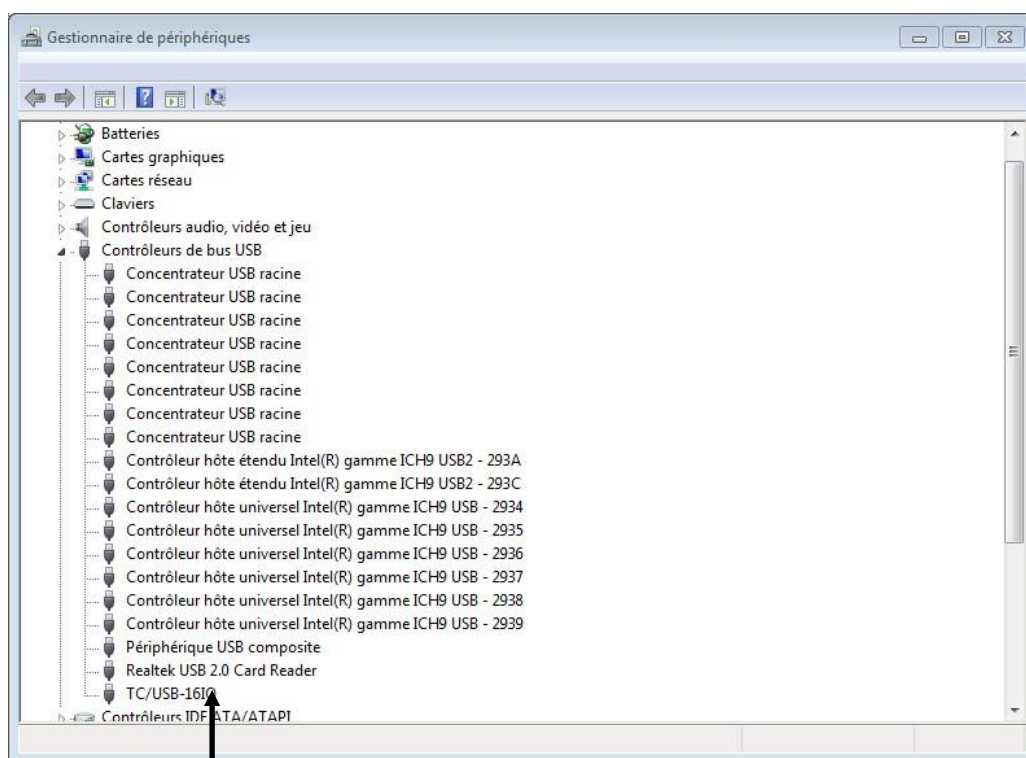 Gestionnaire de périphériques
Batteries
Cartes graphiques
Cartes réseau
Claviers
Contrôleurs audio, vidéo et jeu
Contrôleurs de bus USB
Concentrateur USB racine
Concentrateur USB racine
Concentrateur USB racine
Concentrateur USB racine
Concentrateur USB racine
Concentrateur USB racine
Concentrateur USB racine
Concentrateur USB racine
Contrôleur hôte étendu Intel(R) gamme ICH9 USB2 - 293A
Contrôleur hôte étendu Intel(R) gamme ICH9 USB2 - 293C
Contrôleur hôte universel Intel(R) gamme ICH9 USB - 2934
Contrôleur hôte universel Intel(R) gamme ICH9 USB - 2935
Contrôleur hôte universel Intel(R) gamme ICH9 USB - 2936
Contrôleur hôte universel Intel(R) gamme ICH9 USB - 2937
Contrôleur hôte universel Intel(R) gamme ICH9 USB - 2938
Contrôleur hôte universel Intel(R) gamme ICH9 USB - 2939
Périphérique USB composite
Realtek USB 2.0 Card Reader
TC/USB-16IO
Contrôleurs IDE ATA/ATAPI